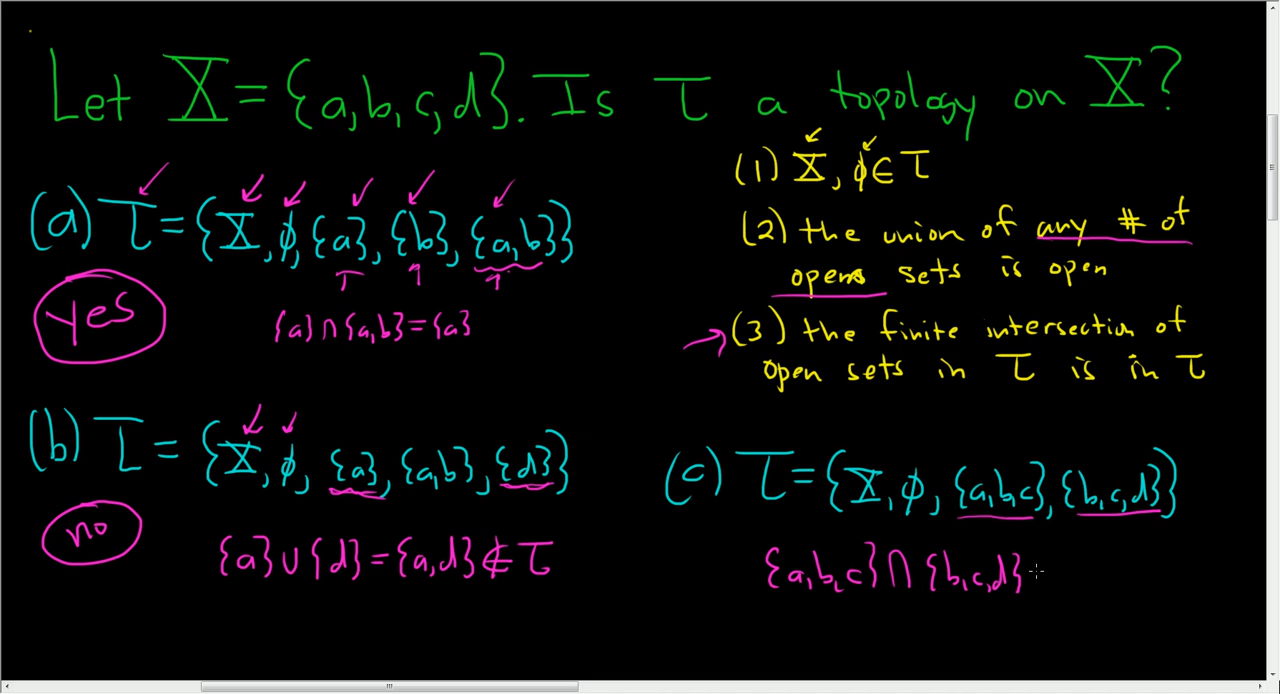 Let X = {a,b,c,d}. Is τ a topology on X?
(1) X, ϕ ∈ τ
(a) τ = {X, ϕ, {a}, {b}, {a,b}}
(2) the union of any # of
open sets is open
yes
{a} ∩ {a,b} = {a}
(3) the finite intersection of
open sets in τ is in τ
(b) τ = {X, ϕ, {a}, {a,b}, {d}}
no
{a} ∪ {d} = {a,d} ∉ τ
(c) τ = {X, ϕ, {a,b,c}, {b,c,d}}
{a,b,c} ∩ {b,c,d}